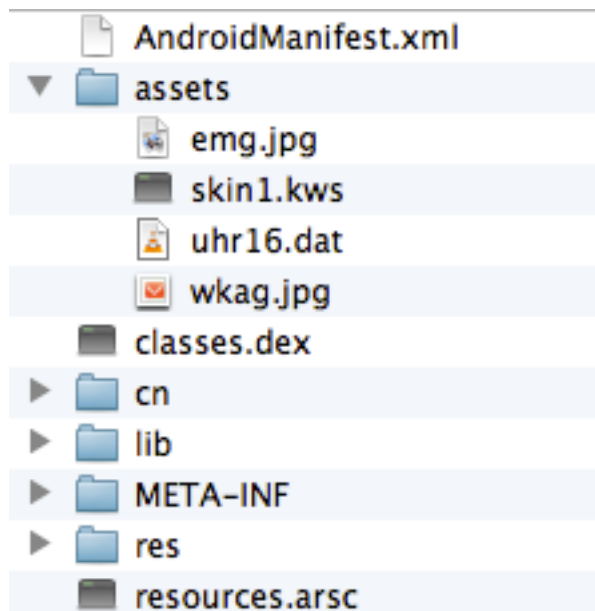 AndroidManifest.xml
assets
emg.jpg
skin1.kws
uhr16.dat
wkag.jpg
classes.dex
cn
lib
META-INF
res
resources.arsc